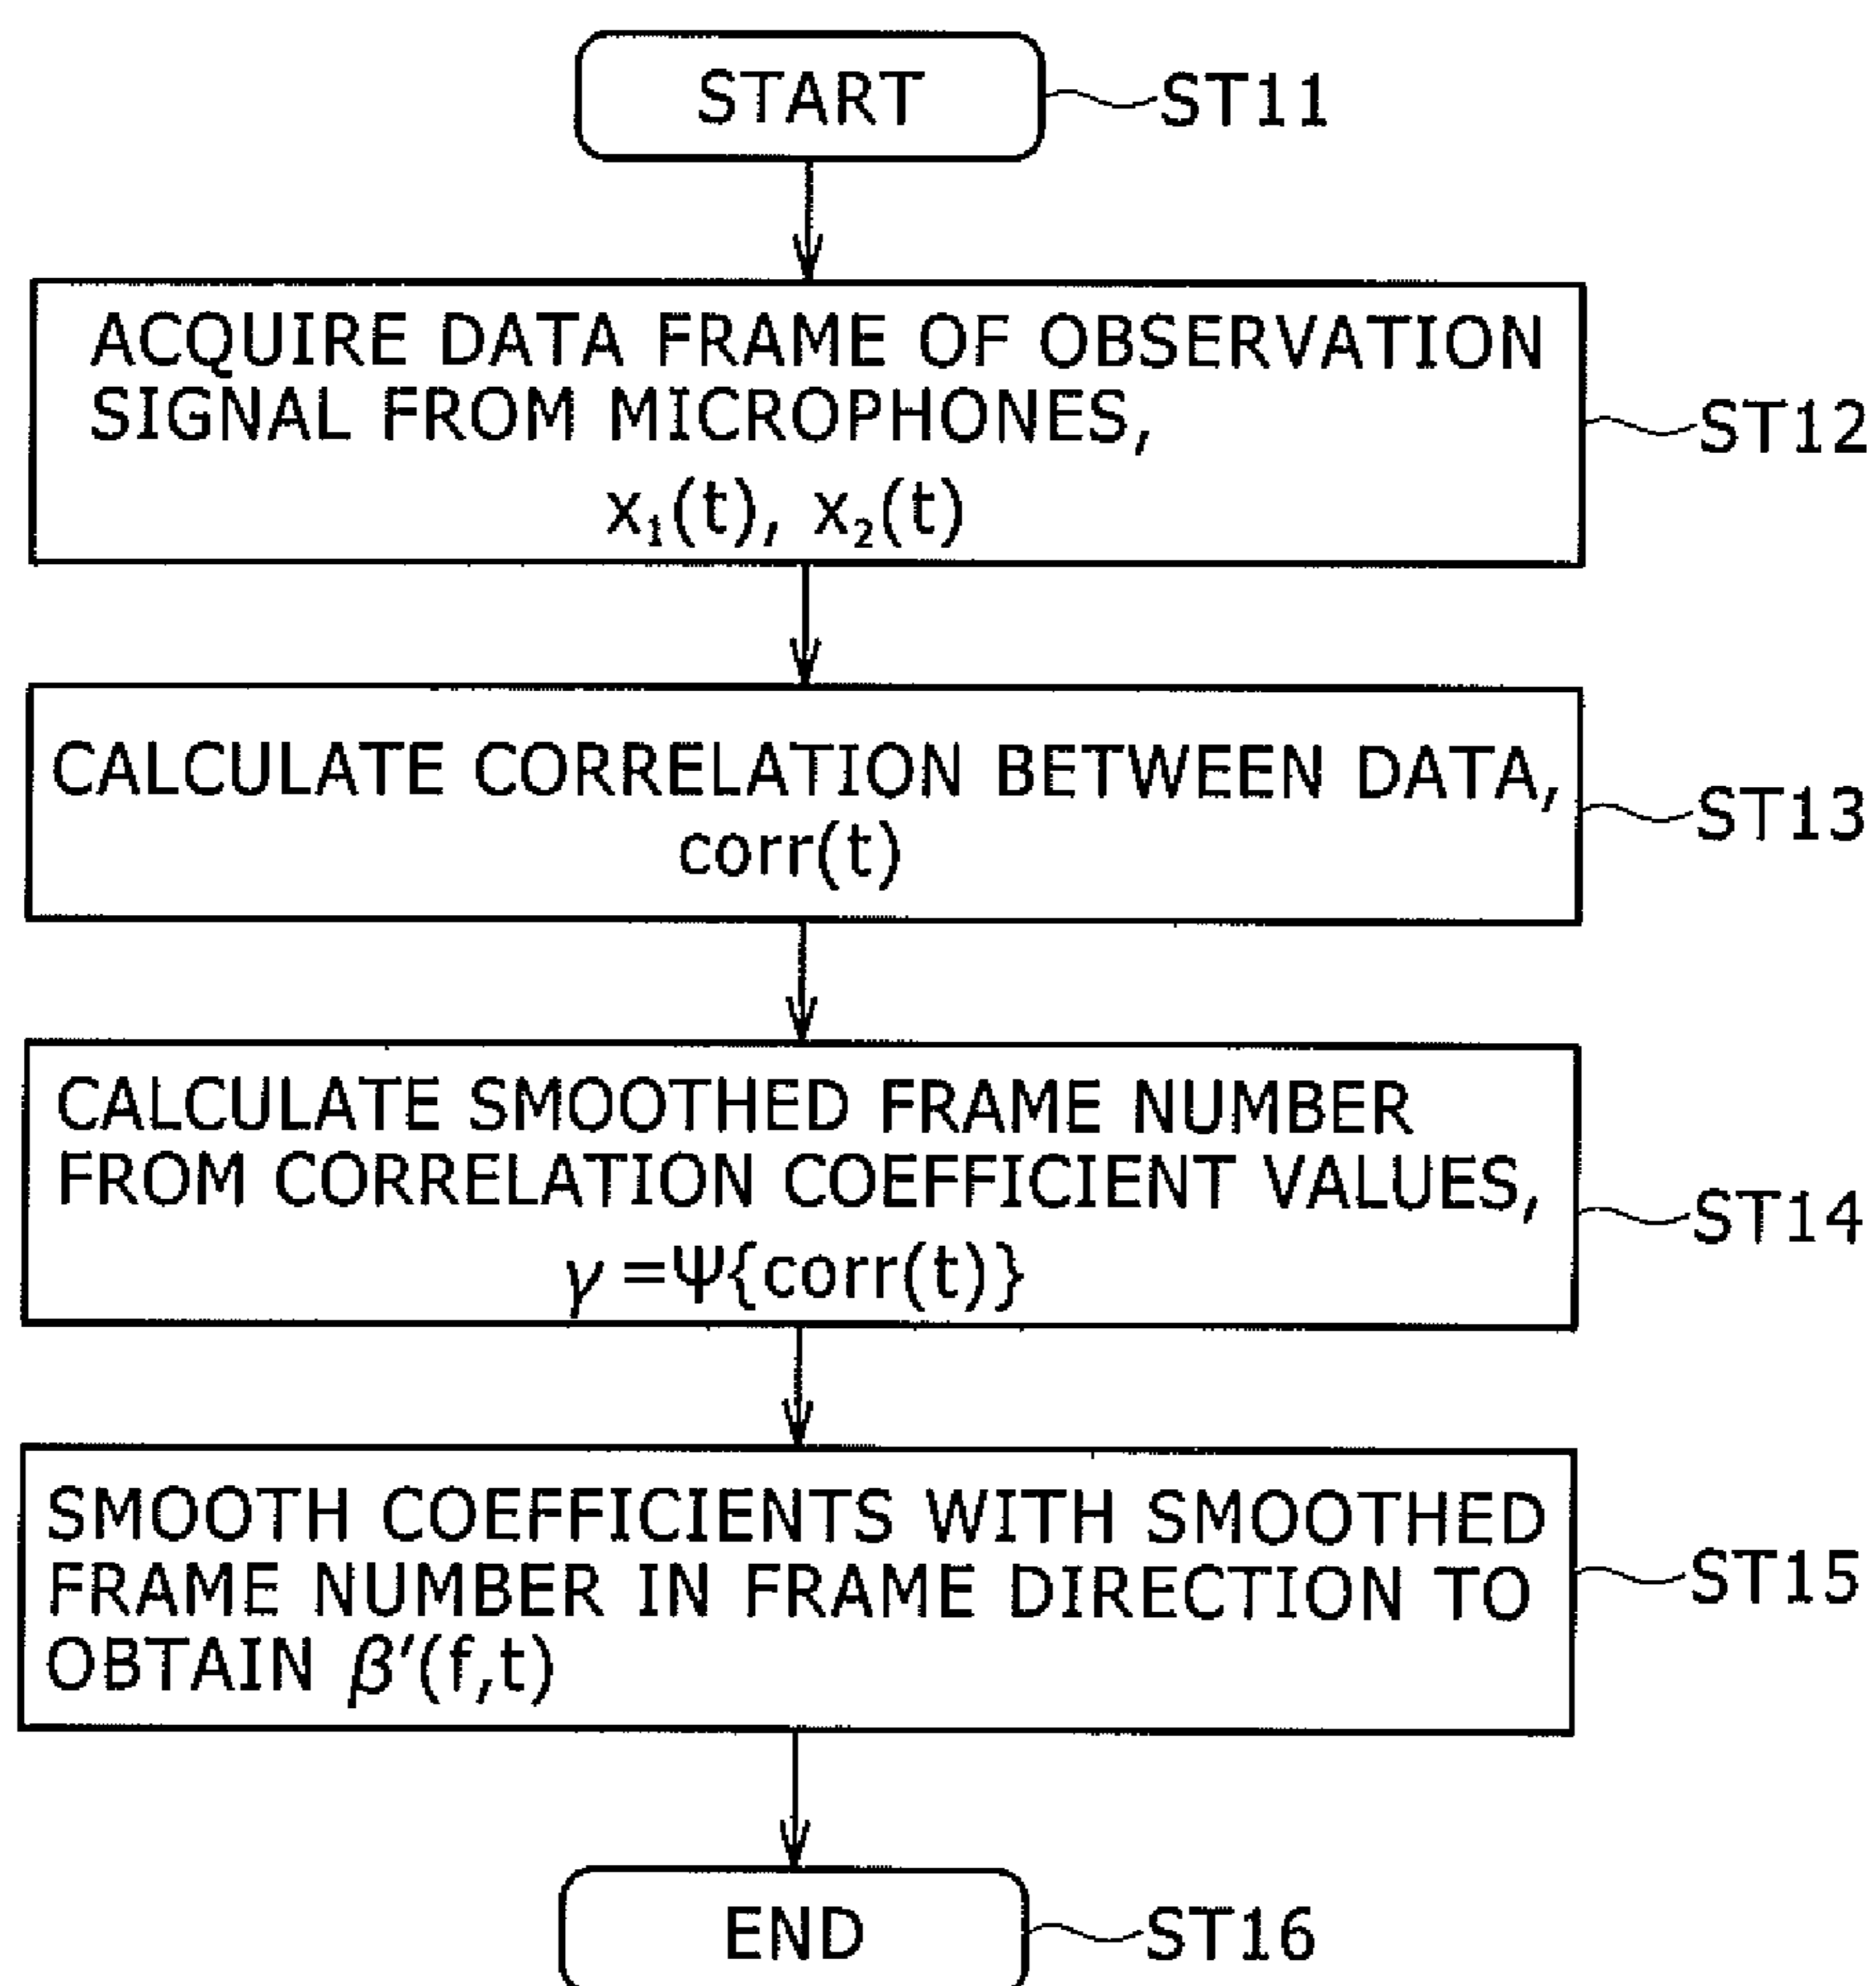 START
ST11
ACQUIRE DATA FRAME OF OBSERVATION
SIGNAL FROM MICROPHONES,
x₁(t), x₂(t)
ST12
CALCULATE CORRELATION BETWEEN DATA,
corr(t)
ST13
CALCULATE SMOOTHED FRAME NUMBER
FROM CORRELATION COEFFICIENT VALUES,
γ=Ψ{corr(t)}
ST14
SMOOTH COEFFICIENTS WITH SMOOTHED
FRAME NUMBER IN FRAME DIRECTION TO
OBTAIN β′(f,t)
ST15
END
ST16